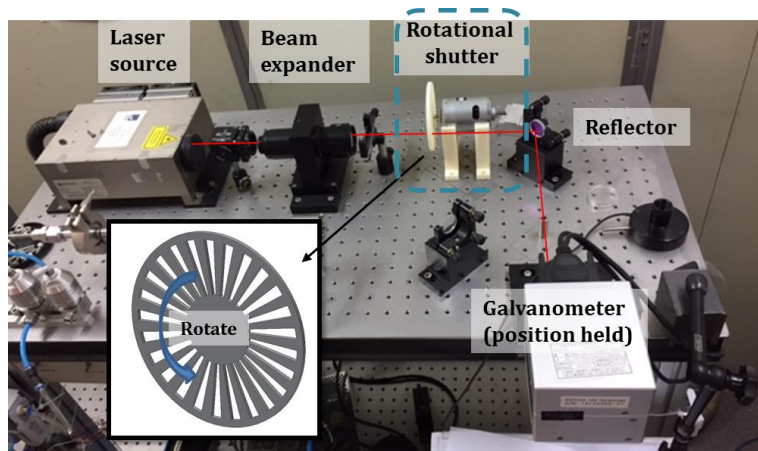 Laser
source
Beam
expander
Rotational
shutter
Reflector
Rotate
Galvanometer
(position held)